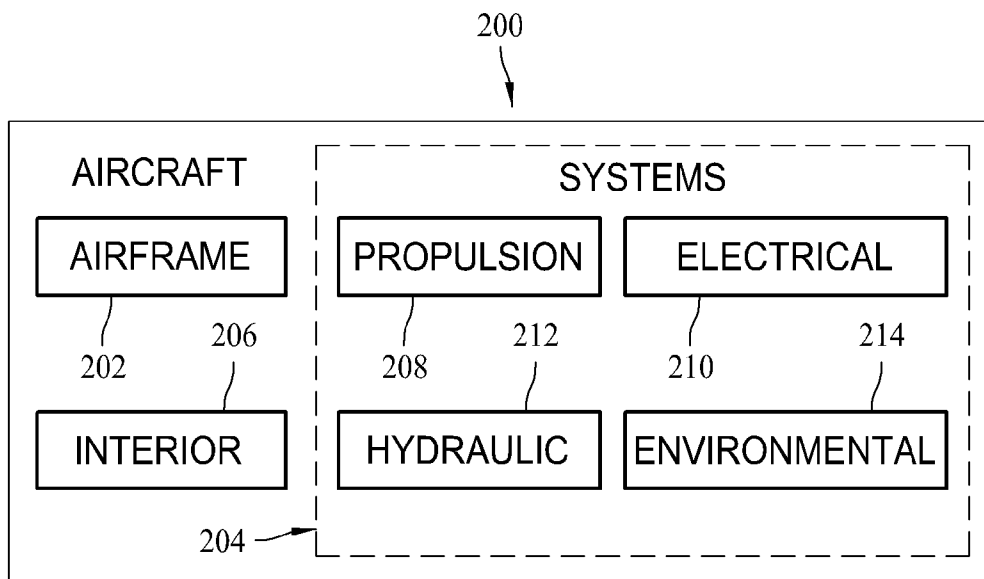 200
AIRCRAFT
SYSTEMS
AIRFRAME
PROPULSION
ELECTRICAL
202
206
208
212
210
214
INTERIOR
HYDRAULIC
ENVIRONMENTAL
204